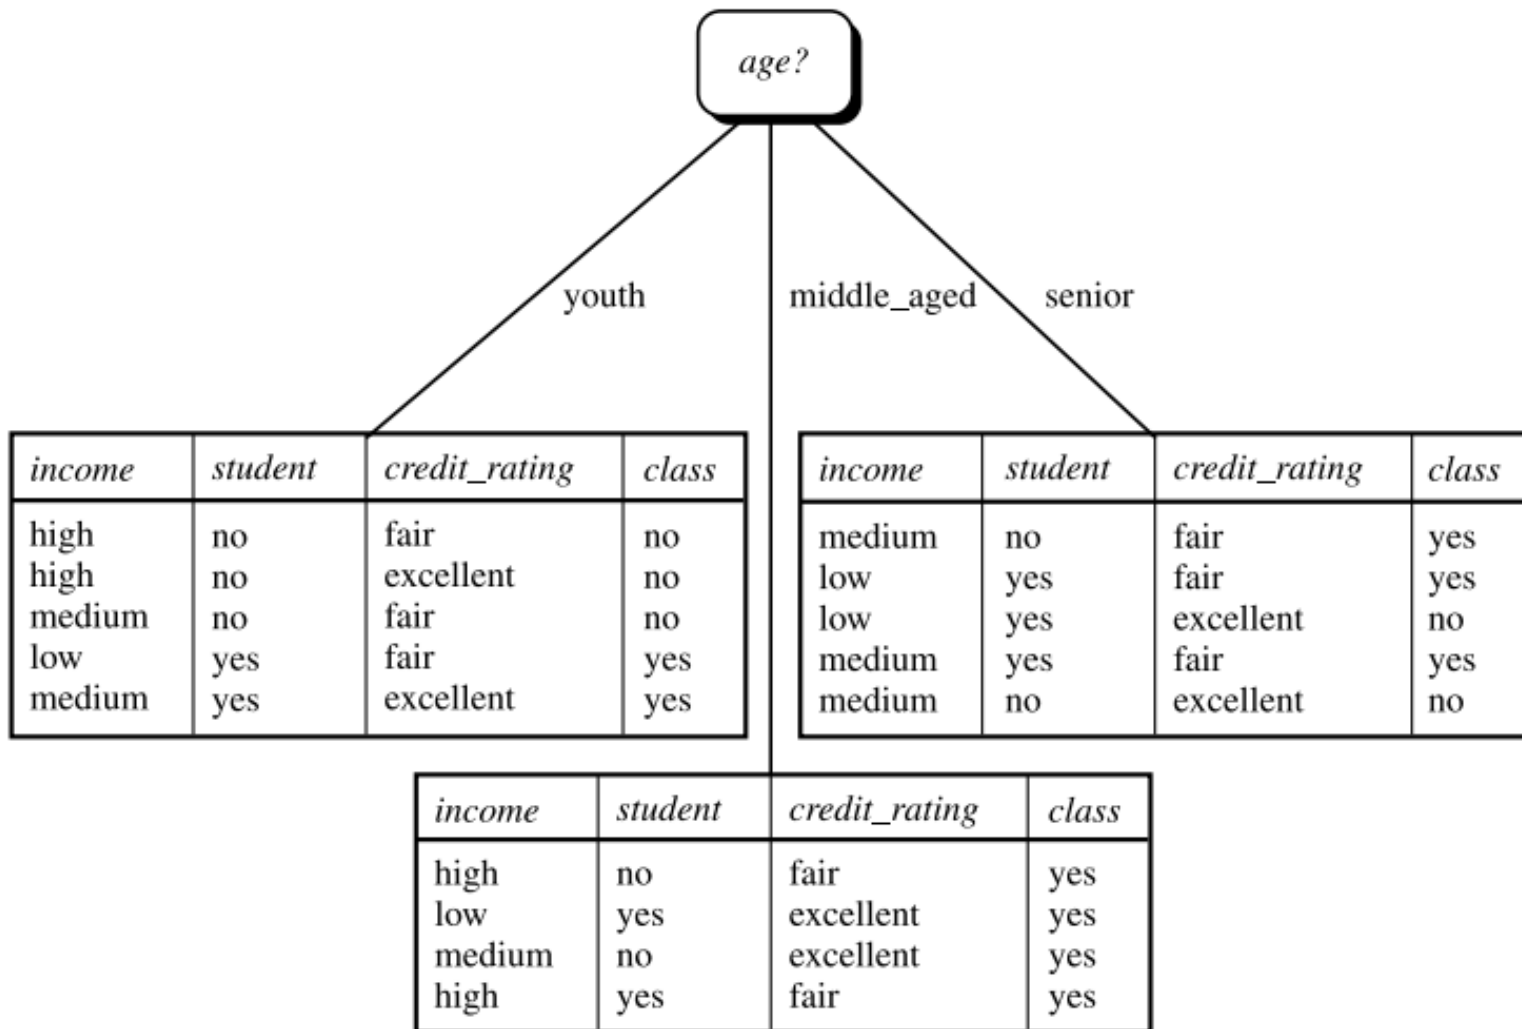 age?
youth
middle_aged
senior
income student credit_rating class
high no fair no
high no excellent no
medium no fair no
low yes fair yes
medium yes excellent yes
income student credit_rating class
medium no fair yes
low yes fair yes
low yes excellent no
medium yes fair yes
medium no excellent no
income student credit_rating class
high no fair yes
low yes excellent yes
medium no excellent yes
high yes fair yes